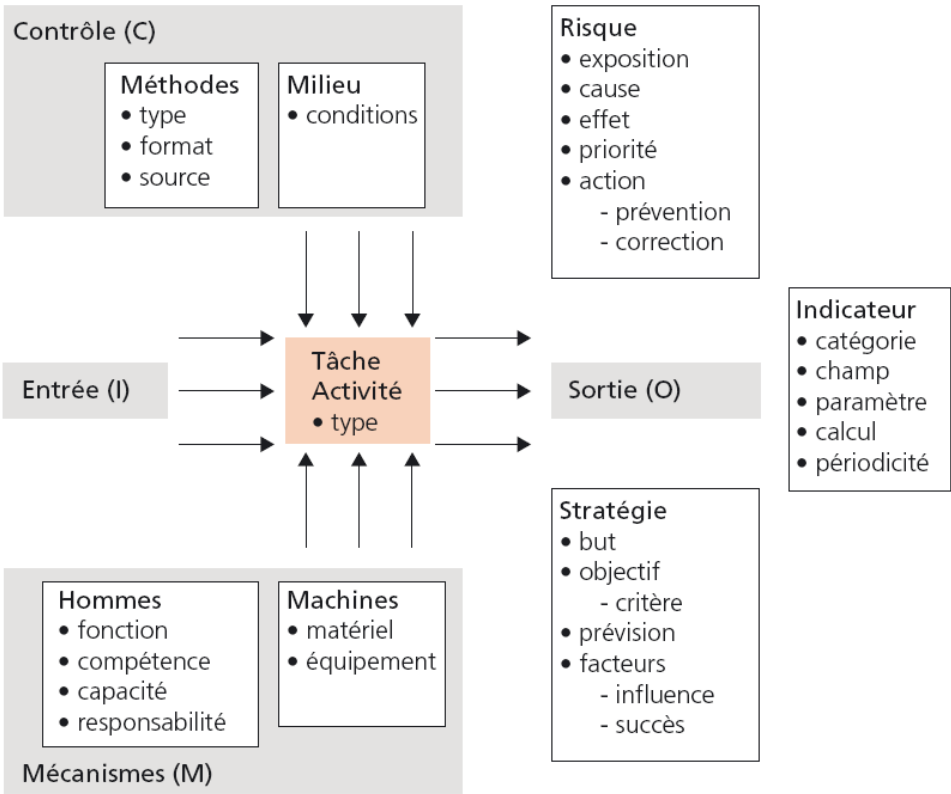 Contrôle (C)
Méthodes
• type
• format
• source
Milieu
• conditions
Risque
• exposition
• cause
• effet
• priorité
• action
- prévention
- correction
Entrée (I)
Tâche
Activité
• type
Sortie (O)
Indicateur
• catégorie
• champ
• paramètre
• calcul
• périodicité
Hommes
• fonction
• compétence
• capacité
• responsabilité
Machines
• matériel
• équipement
Mécanismes (M)
Stratégie
• but
• objectif
- critère
• prévision
• facteurs
- influence
- succès